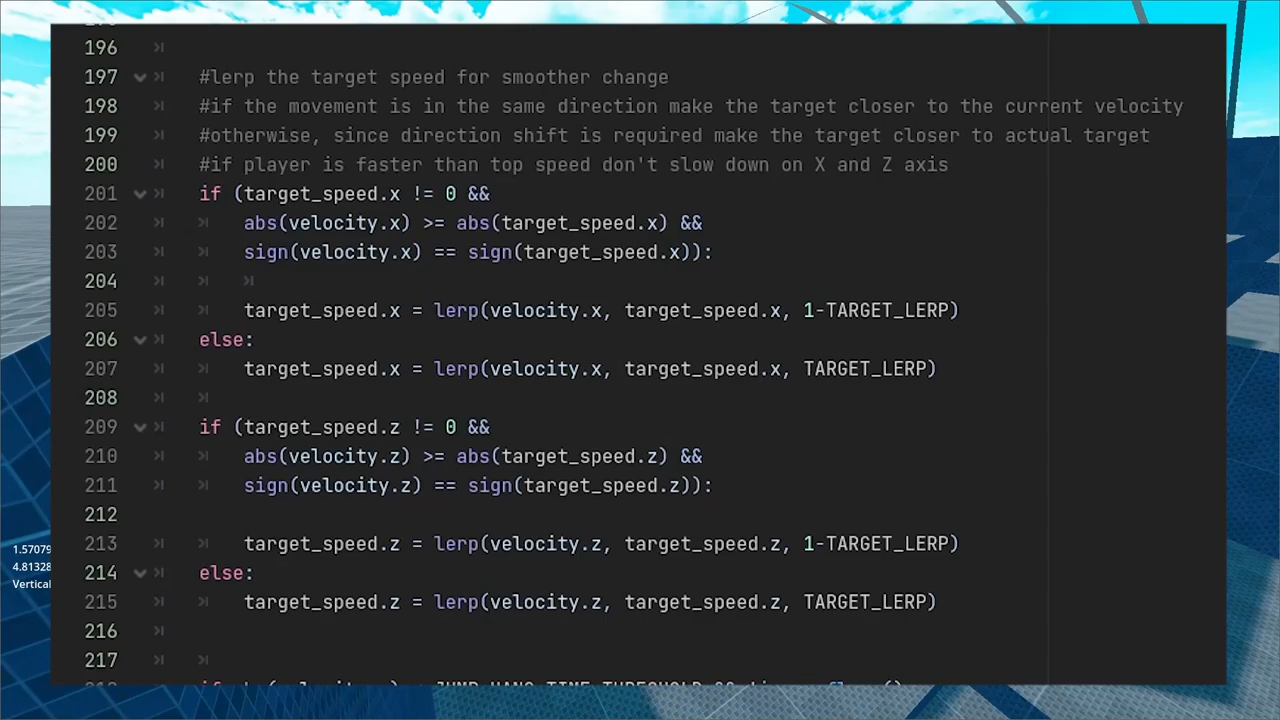 196
197 #lerp the target speed for smoother change
198 #if the movement is in the same direction make the target closer to the current velocity
199 #otherwise, since direction shift is required make the target closer to actual target
200 #if player is faster than top speed don't slow down on X and Z axis
201 if (target_speed.x != 0 &&
202 abs(velocity.x) >= abs(target_speed.x) &&
203 sign(velocity.x) == sign(target_speed.x)):
204
205 target_speed.x = lerp(velocity.x, target_speed.x, 1-TARGET_LERP)
206 else:
207 target_speed.x = lerp(velocity.x, target_speed.x, TARGET_LERP)
208
209 if (target_speed.z != 0 &&
210 abs(velocity.z) >= abs(target_speed.z) &&
211 sign(velocity.z) == sign(target_speed.z)):
212
213 target_speed.z = lerp(velocity.z, target_speed.z, 1-TARGET_LERP)
214 else:
215 target_speed.z = lerp(velocity.z, target_speed.z, TARGET_LERP)
216
217
1.57079
4.81328
Vertical